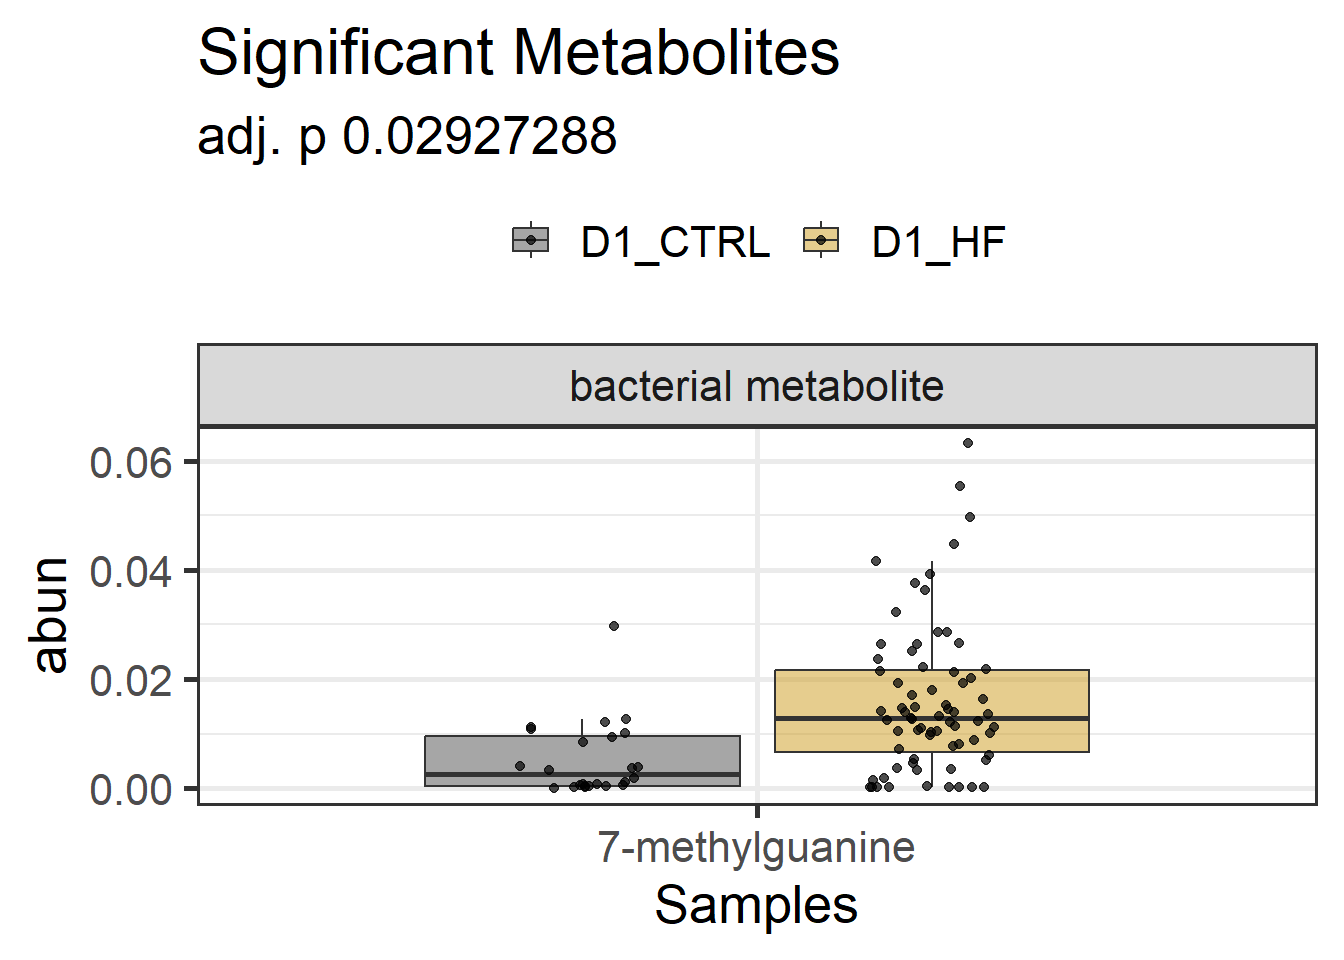 Significant Metabolites
adj. p 0.02927288
D1_CTRL D1_HF
bacterial metabolite
0.06
0.04
0.02
0.00
abun
7-methylguanine
Samples